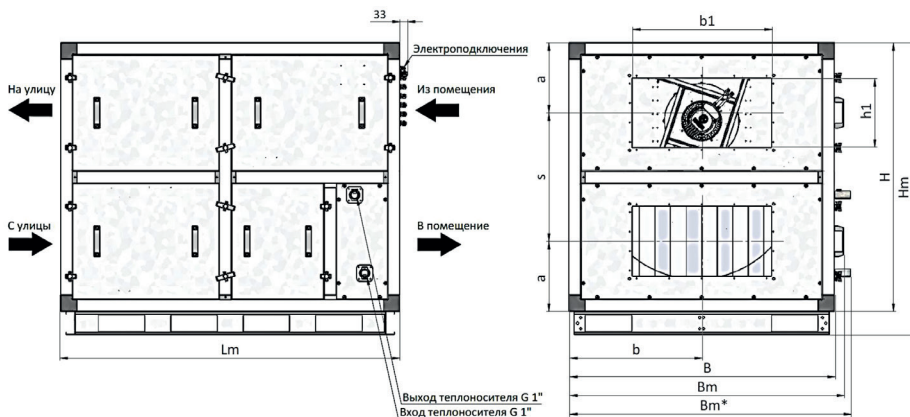 33
Электроподключения
На улицу
Из помещения
С улицы
В помещение
Lm
Выход теплоносителя G 1"
Вход теплоносителя G 1"
b1
a
h1
s
H
Hm
a
b
B
Bm
Bm*